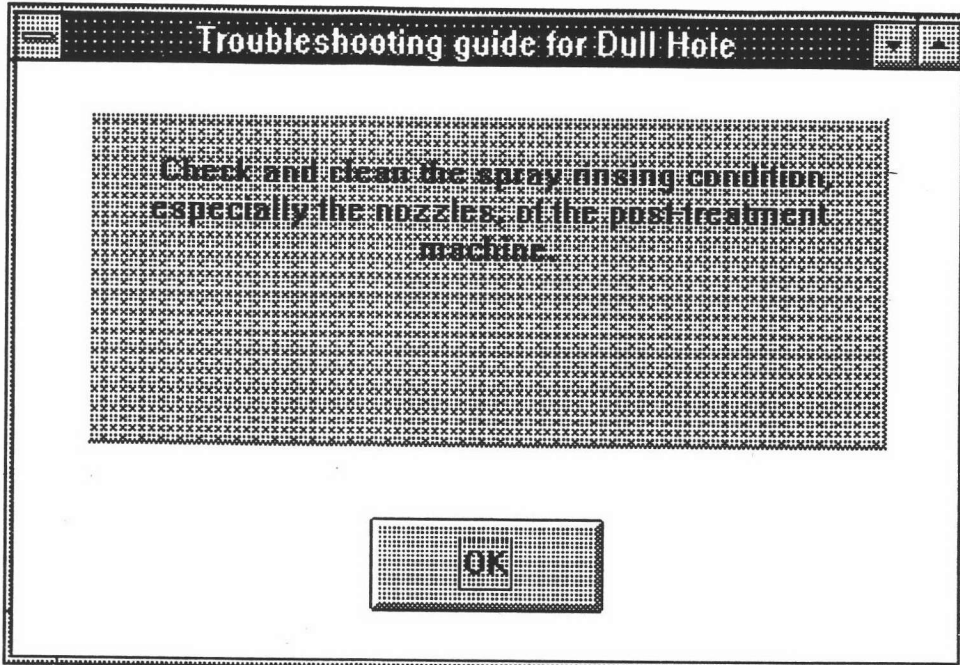 Troubleshooting guide for Dull Hole
Check and clean the spray rinsing condition,
especially the nozzles, of the post-treatment
machine.
OK